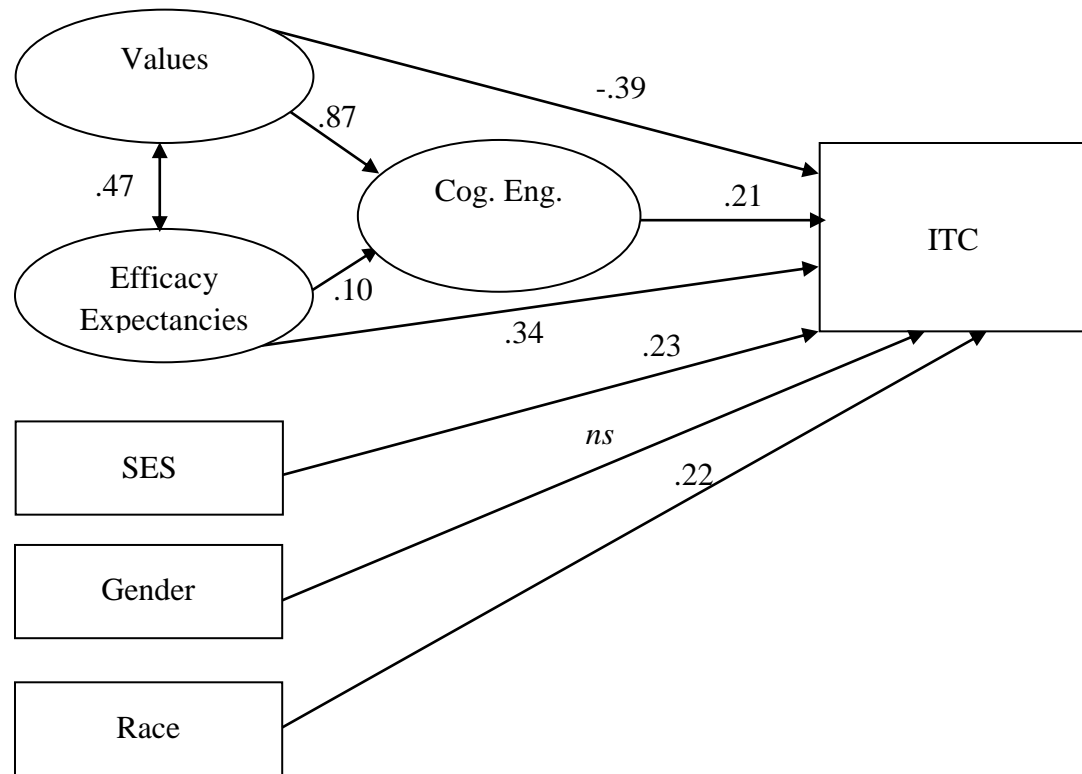 Values
-.39
.87
.47
Cog. Eng.
.21
ITC
Efficacy
Expectancies
.10
.34
.23
SES
ns
.22
Gender
Race